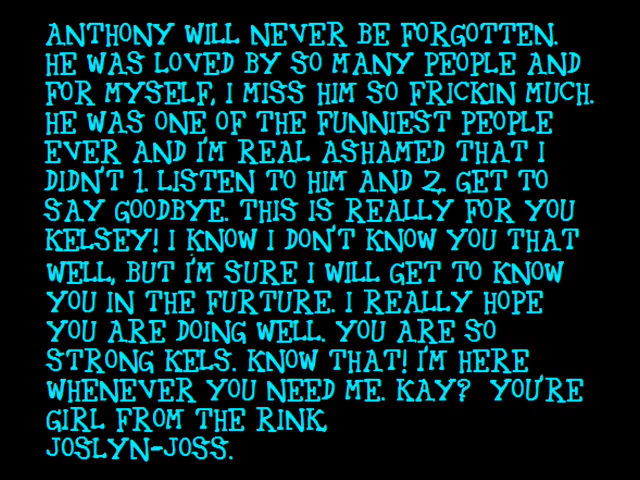 ANTHONY WILL NEVER BE FORGOTTEN.
HE WAS LOVED BY SO MANY PEOPLE AND
FOR MYSELF, I MISS HIM SO FRICKIN MUCH.
HE WAS ONE OF THE FUNNIEST PEOPLE
EVER AND I'M REAL ASHAMED THAT I
DIDN'T 1. LISTEN TO HIM AND 2. GET TO
SAY GOODBYE. THIS IS REALLY FOR YOU
KELSEY! I KNOW I DON'T KNOW YOU THAT
WELL, BUT I'M SURE I WILL GET TO KNOW
YOU IN THE FURTURE. I REALLY HOPE
YOU ARE DOING WELL. YOU ARE SO
STRONG KELS. KNOW THAT! I'M HERE
WHENEVER YOU NEED ME. KAY? YOU'RE
GIRL FROM THE RINK,
JOSLYN-JOSS.